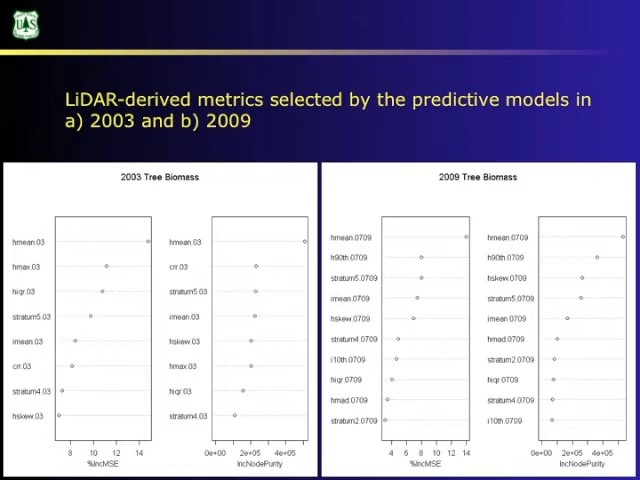 U S
LiDAR-derived metrics selected by the predictive models in
a) 2003 and b) 2009
2003 Tree Biomass
hmean.03
hmax.03
hiqr.03
stratum5.03
imean.03
crr.03
stratum4.03
hskew.03
8 10 12 14
%IncMSE
hmean.03
crr.03
stratum5.03
imean.03
hskew.03
hmax.03
hiqr.03
stratum4.03
0e+00 2e+05 4e+05
IncNodePurity
2009 Tree Biomass
hmean.0709
h90th.0709
stratum5.0709
imean.0709
hskew.0709
stratum4.0709
i10th.0709
hiqr.0709
hmad.0709
stratum2.0709
4 6 8 10 12 14
%IncMSE
hmean.0709
h90th.0709
hskew.0709
stratum5.0709
imean.0709
hmad.0709
stratum2.0709
hiqr.0709
stratum4.0709
i10th.0709
0e+00 2e+05 4e+05
IncNodePurity